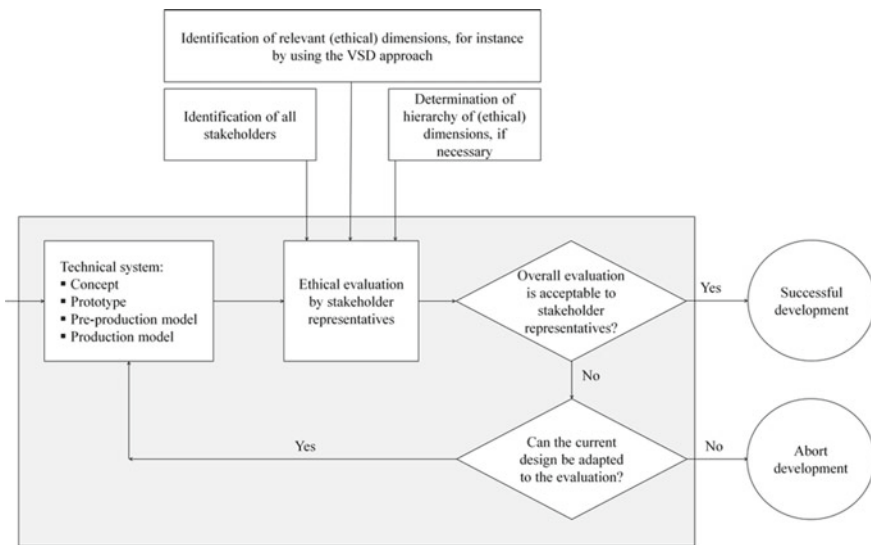 Identification of relevant (ethical) dimensions, for instance
by using the VSD approach
Identification of all
stakeholders
Determination of
hierarchy of (ethical)
dimensions, if
necessary
Technical system:
▪ Concept
▪ Prototype
▪ Pre-production model
▪ Production model
Ethical evaluation
by stakeholder
representatives
Overall evaluation
is acceptable to
stakeholder
representatives?
Yes
Successful
development
No
Can the current
design be adapted
to the evaluation?
Yes
No
Abort
development